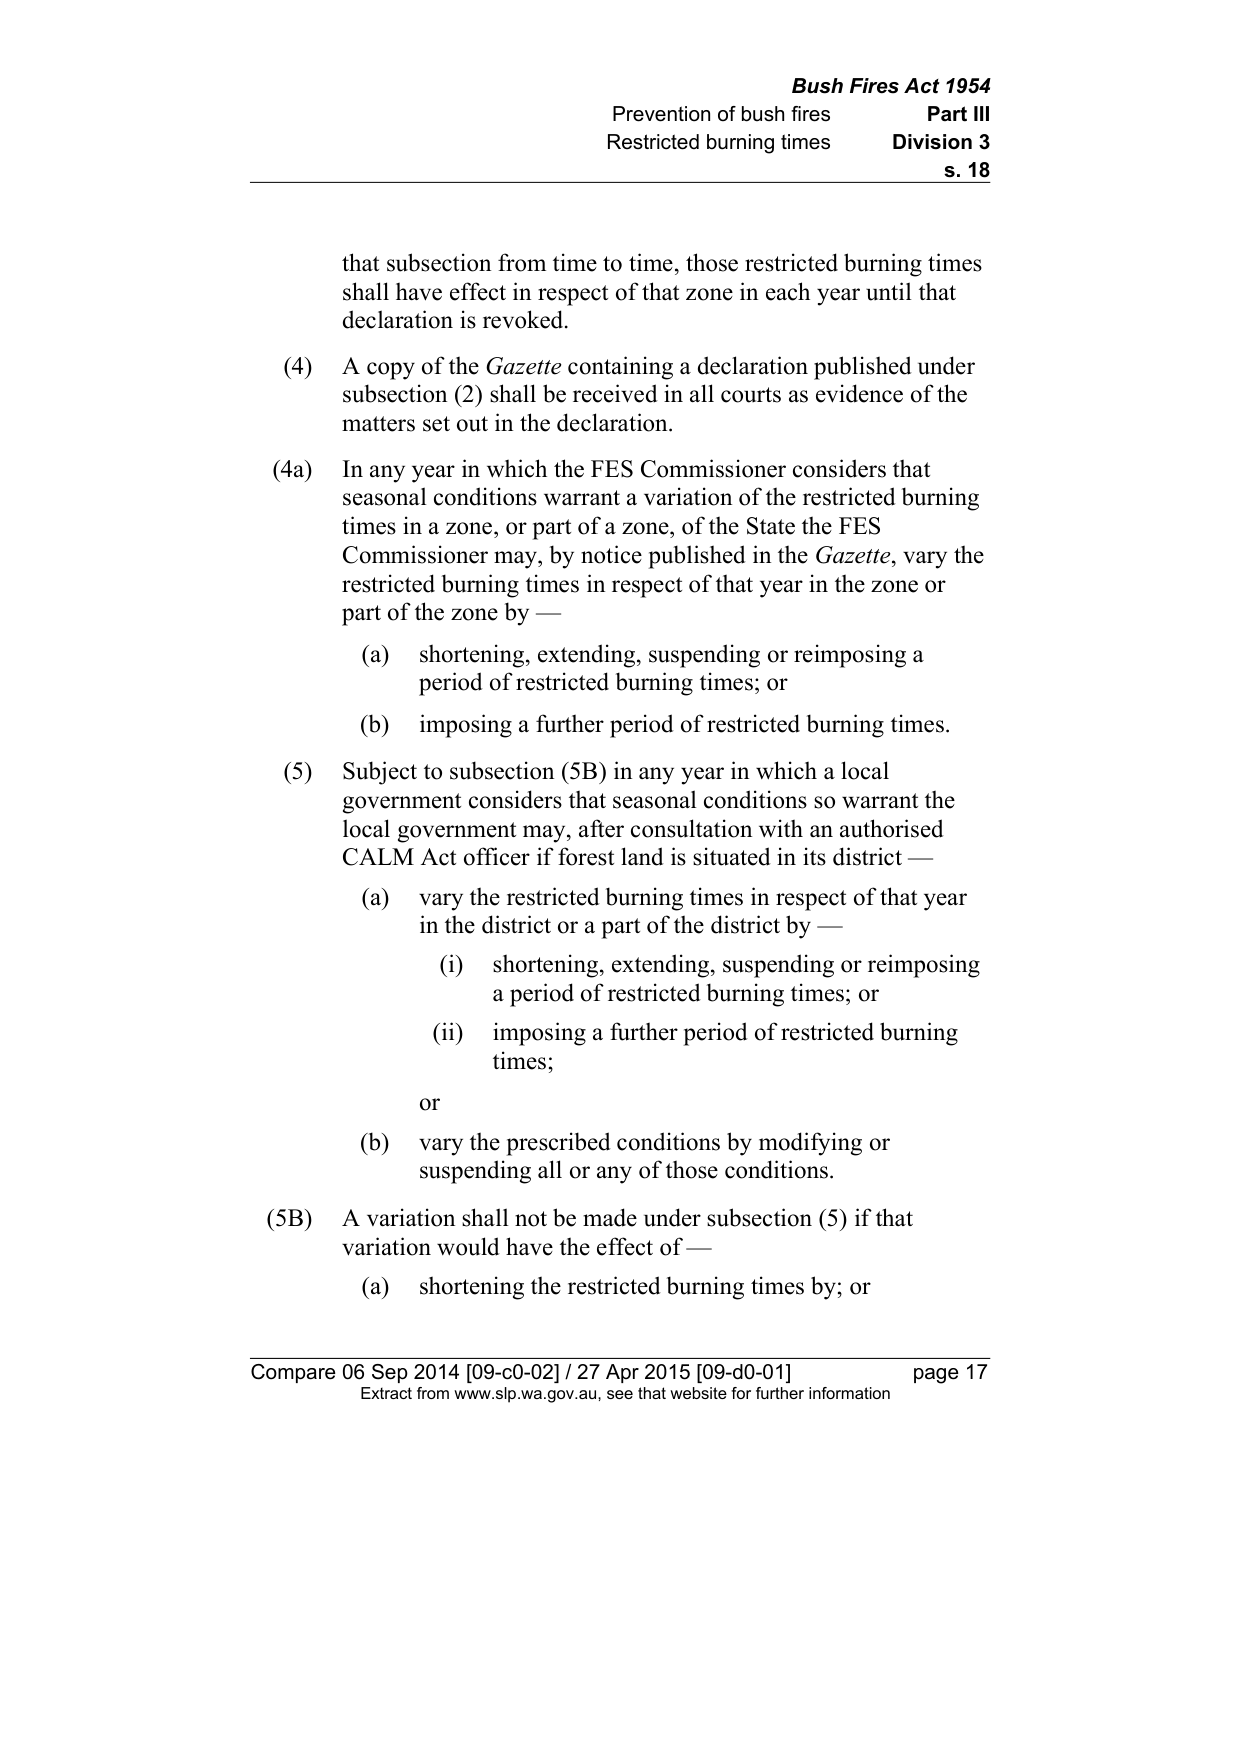 Bush Fires Act 1954
Prevention of bush fires Part III
Restricted burning times Division 3
s. 18
that subsection from time to time, those restricted burning times
shall have effect in respect of that zone in each year until that
declaration is revoked.
(4) A copy of the Gazette containing a declaration published under
subsection (2) shall be received in all courts as evidence of the
matters set out in the declaration.
(4a) In any year in which the FES Commissioner considers that
seasonal conditions warrant a variation of the restricted burning
times in a zone, or part of a zone, of the State the FES
Commissioner may, by notice published in the Gazette, vary the
restricted burning times in respect of that year in the zone or
part of the zone by —
(a) shortening, extending, suspending or reimposing a
period of restricted burning times; or
(b) imposing a further period of restricted burning times.
(5) Subject to subsection (5B) in any year in which a local
government considers that seasonal conditions so warrant the
local government may, after consultation with an authorised
CALM Act officer if forest land is situated in its district —
(a) vary the restricted burning times in respect of that year
in the district or a part of the district by —
(i) shortening, extending, suspending or reimposing
a period of restricted burning times; or
(ii) imposing a further period of restricted burning
times;
or
(b) vary the prescribed conditions by modifying or
suspending all or any of those conditions.
(5B) A variation shall not be made under subsection (5) if that
variation would have the effect of —
(a) shortening the restricted burning times by; or
Compare 06 Sep 2014 [09-c0-02] / 27 Apr 2015 [09-d0-01] page 17
Extract from www.slp.wa.gov.au, see that website for further information